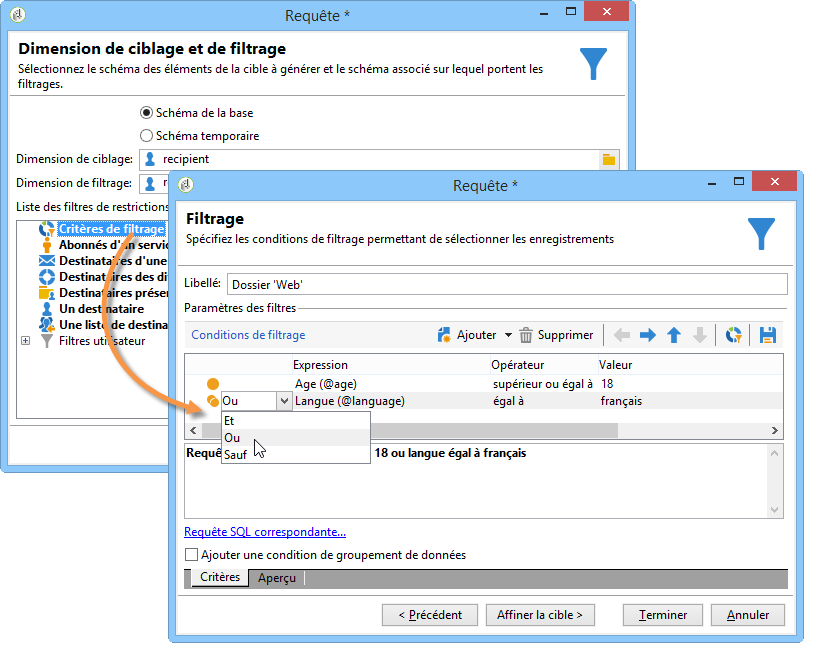 Requête *
Dimension de ciblage et de filtrage
Sélectionnez le schéma des éléments de la cible à générer et le schéma associé sur lequel portent les
filtrages.
Schéma de la base
Schéma temporaire
Dimension de ciblage: recipient
Dimension de filtrage:
Liste des filtres de restrictions
Critères de filtrage
Abonnés d'un servic
Destinataires d'une
Destinataires des di
Destinataires préser
Un destinataire
Une liste de destina
Filtres utilisateur
Requête *
Filtrage
Spécifiez les conditions de filtrage permettant de sélectionner les enregistrements
Libellé: Dossier 'Web'
Paramètres des filtres
Conditions de filtrage Ajouter Supprimer
Expression Opérateur Valeur
Age (@age) supérieur ou égal à 18
Ou Langue (@language) égal à français
Et
Ou
Sauf
Requê 18 ou langue égal à français
Requête SQL correspondante...
Ajouter une condition de groupement de données
Critères Aperçu
< Précédent Affiner la cible > Terminer Annuler